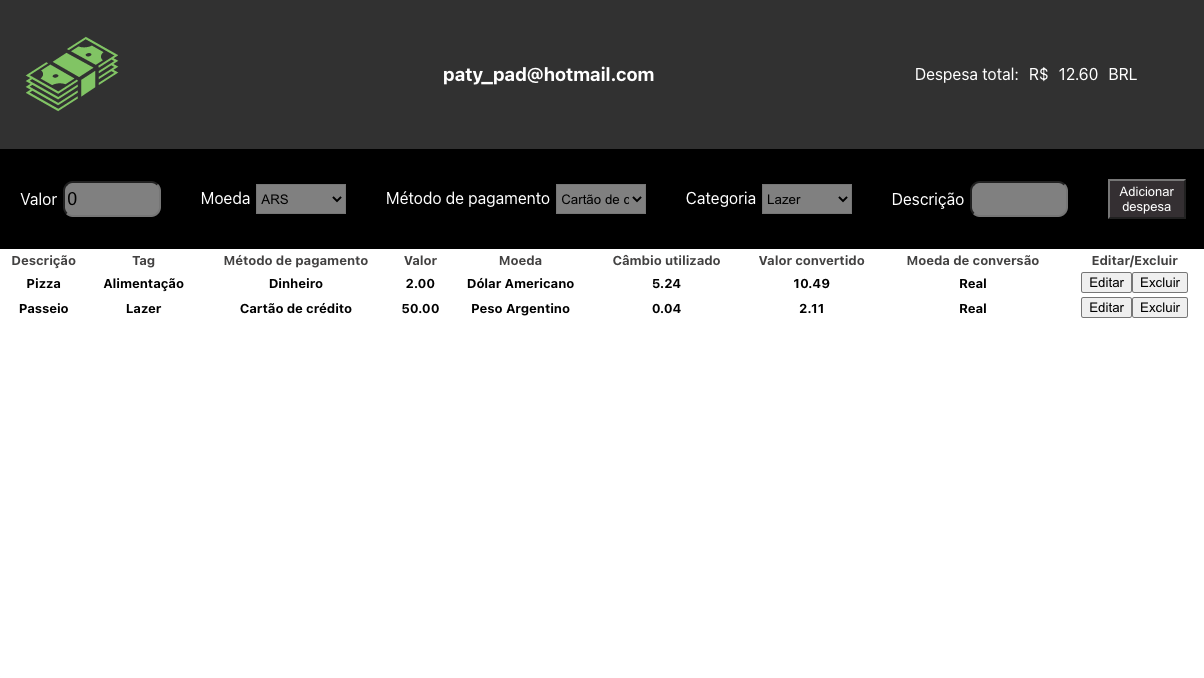 paty_pad@hotmail.com
Despesa total: R$ 12.60 BRL
Valor 0 Moeda ARS Método de pagamento Cartão de c Categoria Lazer Descrição Adicionar despesa
Descrição Tag Método de pagamento Valor Moeda Câmbio utilizado Valor convertido Moeda de conversão Editar/Excluir
Pizza Alimentação Dinheiro 2.00 Dólar Americano 5.24 10.49 Real Editar Excluir
Passeio Lazer Cartão de crédito 50.00 Peso Argentino 0.04 2.11 Real Editar Excluir